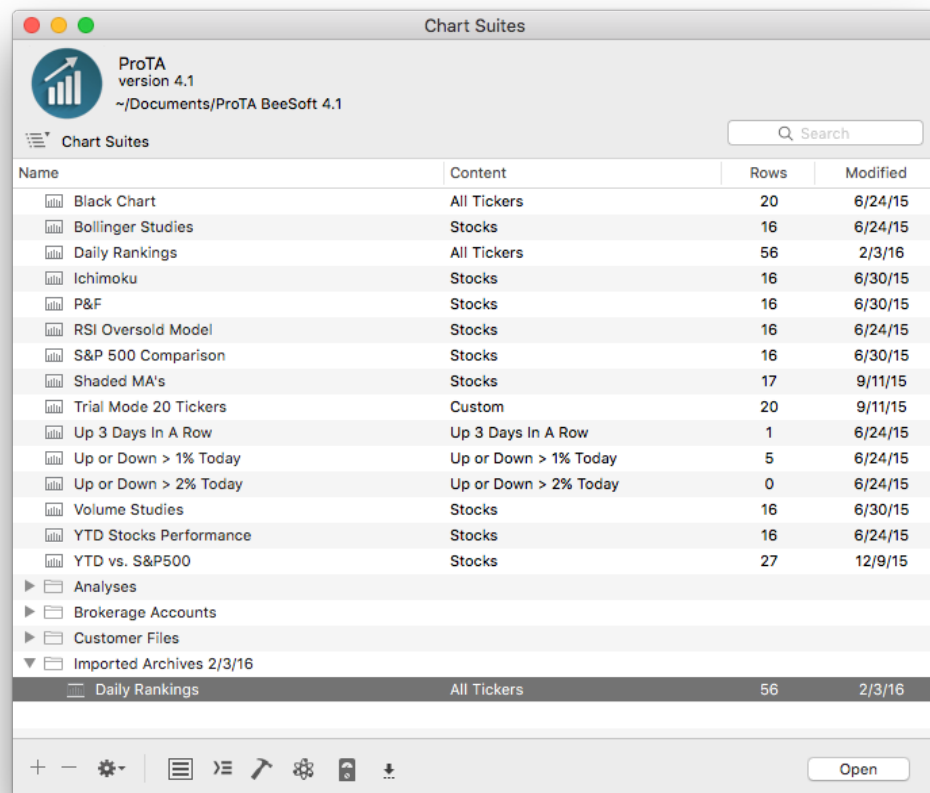 Chart Suites
ProTA
version 4.1
~/Documents/ProTA BeeSoft 4.1
Chart Suites
Search
Name Content Rows Modified
Black Chart All Tickers 20 6/24/15
Bollinger Studies Stocks 16 6/24/15
Daily Rankings All Tickers 56 2/3/16
Ichimoku Stocks 16 6/30/15
P&F Stocks 16 6/30/15
RSI Oversold Model Stocks 16 6/24/15
S&P 500 Comparison Stocks 16 6/30/15
Shaded MA's Stocks 17 9/11/15
Trial Mode 20 Tickers Custom 20 9/11/15
Up 3 Days In A Row Up 3 Days In A Row 1 6/24/15
Up or Down > 1% Today Up or Down > 1% Today 5 6/24/15
Up or Down > 2% Today Up or Down > 2% Today 0 6/24/15
Volume Studies Stocks 16 6/30/15
YTD Stocks Performance Stocks 16 6/24/15
YTD vs. S&P500 Stocks 27 12/9/15
Analyses
Brokerage Accounts
Customer Files
Imported Archives 2/3/16
Daily Rankings All Tickers 56 2/3/16
Open